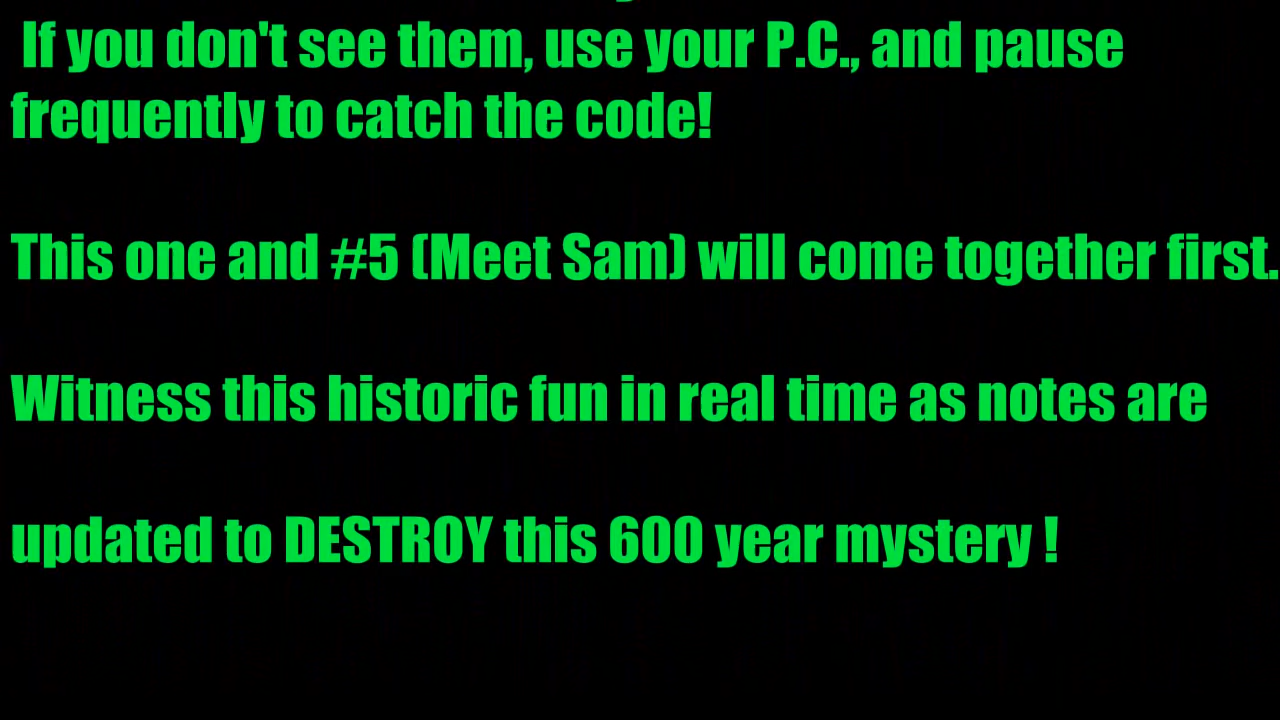 If you don't see them, use your P.C., and pause
frequently to catch the code!
This one and #5 (Meet Sam) will come together first.
Witness this historic fun in real time as notes are
updated to DESTROY this 600 year mystery !